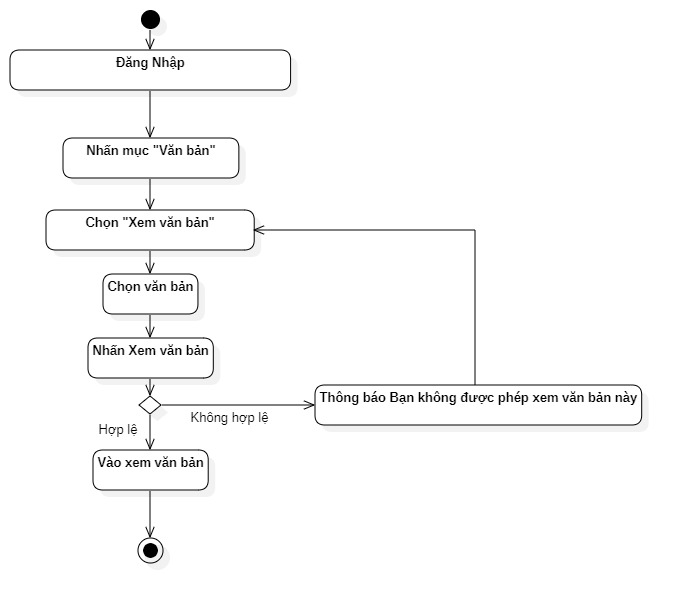 Đăng Nhập
Nhấn mục "Văn bản"
Chọn "Xem văn bản"
Chọn văn bản
Nhấn Xem văn bản
Thông báo Bạn không được phép xem văn bản này
Không hợp lệ
Hợp lệ
Vào xem văn bản